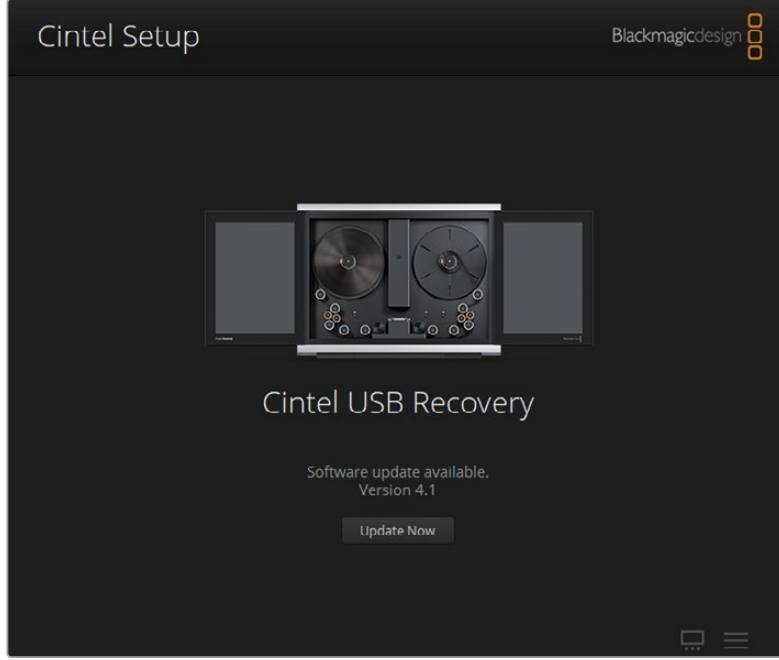 Cintel Setup
Blackmagicdesign
Cintel USB Recovery
Software update available.
Version 4.1
Update Now